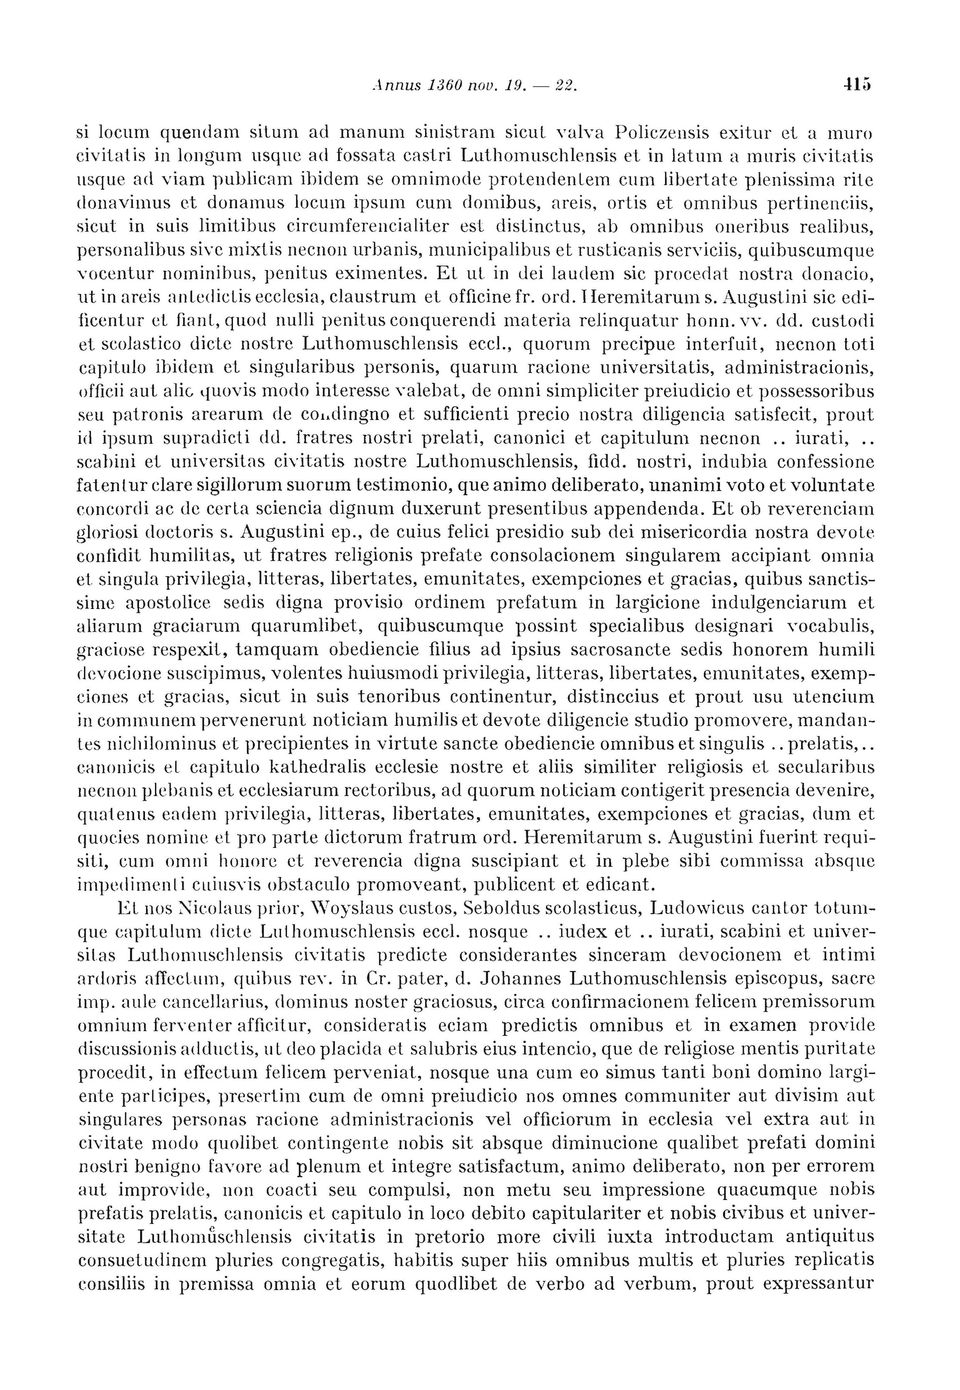 Annus 1360 nov. 19. — 22. 415
si locum quendam situm ad manum sinistram sicut valva Policzensis exitur et a muro
civitatis in longum usque ad fossata castri Luthomuschlensis et in latum a muris civitatis
usque ad viam publicam ibidem se omnimode protendentem cum libertate plenissima rite
donavimus et donamus locum ipsum cum domibus, areis, ortis et omnibus pertinenciis,
sicut in suis limitibus circumferencialiter est distinctus, ab omnibus oneribus realibus,
personalibus sive mixtis necnon urbanis, municipalibus et rusticanis serviciis, quibuscumque
vocentur nominibus, penitus eximentes. Et ut in dei laudem sic procedat nostra donacio,
ut in areis antedictis ecclesia, claustrum et officine fr. ord. Heremitarum s. Augustini sic edi-
ficentur et fiant, quod nulli penitus conquerendi materia relinquatur honn. vv. dd. custodi
et scolastico dicte nostre Luthomuschlensis eccl., quorum precipue interfuit, necnon toti
capitulo ibidem et singularibus personis, quarum racione universitatis, administracionis,
officii aut alic quovis modo interesse valebat, de omni simpliciter preiudicio et possessoribus
seu patronis arearum de condingno et sufficienti precio nostra diligencia satisfecit, prout
id ipsum supradicti dd. fratres nostri prelati, canonici et capitulum necnon .. iurati, ..
scabini et universitas civitatis nostre Luthomuschlensis, fidd. nostri, indubia confessione
fatentur clare sigillorum suorum testimonio, que animo deliberato, unanimi voto et voluntate
concordi ac de certa sciencia dignum duxerunt presentibus appendenda. Et ob reverenciam
gloriosi doctoris s. Augustini ep., de cuius felici presidio sub dei misericordia nostra devote
confidit humilitas, ut fratres religionis prefate consolacionem singularem accipiant omnia
et singula privilegia, litteras, libertates, emunitates, exempciones et gracias, quibus sanctis-
sime apostolice sedis digna provisio ordinem prefatum in largicione indulgenciarum et
aliarum graciarum quarumlibet, quibuscumque possint specialibus designari vocabulis,
graciose respexit, tamquam obediencie filius ad ipsius sacrosancte sedis honorem humili
devocione suscipimus, volentes huiusmodi privilegia, litteras, libertates, emunitates, exemp-
ciones et gracias, sicut in suis tenoribus continentur, distinccius et prout usu utencium
in communem pervenerunt noticiam humilis et devote diligencie studio promovere, mandan-
tes nichilominus et precipientes in virtute sancte obediencie omnibus et singulis .. prelatis, ..
canonicis et capitulo kathedralis ecclesie nostre et aliis similiter religiosis et secularibus
necnon plebanis et ecclesiarum rectoribus, ad quorum noticiam contigerit presencia devenire,
quatenus eadem privilegia, litteras, libertates, emunitates, exempciones et gracias, dum et
quocies nomine et pro parte dictorum fratrum ord. Heremitarum s. Augustini fuerint requi-
siti, cum omni honore et reverencia digna suscipiant et in plebe sibi commissa absque
impedimenti cuiusvis obstaculo promoveant, publicent et edicant.
Et nos Nicolaus prior, Woyslaus custos, Seboldus scolasticus, Ludowicus cantor totum-
que capitulum dicte Luthomuschlensis eccl. nosque .. iudex et .. iurati, scabini et univer-
sitas Luthomuschlensis civitatis predicte considerantes sinceram devocionem et intimi
ardoris affectum, quibus rev. in Cr. pater, d. Johannes Luthomuschlensis episcopus, sacre
imp. aule cancellarius, dominus noster graciosus, circa confirmacionem felicem premissorum
omnium ferventer afficitur, consideratis eciam predictis omnibus et in examen provide
discussionis adductis, ut deo placida et salubris eius intencio, que de religiose mentis puritate
procedit, in effectum felicem perveniat, nosque una cum eo simus tanti boni domino largi-
ente participes, presertim cum de omni preiudicio nos omnes communiter aut divisim aut
singulares personas racione administracionis vel officiorum in ecclesia vel extra aut in
civitate modo quolibet contingente nobis sit absque diminucione qualibet prefati domini
nostri benigno favore ad plenum et integre satisfactum, animo deliberato, non per errorem
aut improvide, non coacti seu compulsi, non metu seu impressione quacumque nobis
prefatis prelatis, canonicis et capitulo in loco debito capitulariter et nobis civibus et univer-
sitate Luthomuͤschlensis civitatis in pretorio more civili iuxta introductam antiquitus
consuetudinem pluries congregatis, habitis super hiis omnibus multis et pluries replicatis
consiliis in premissa omnia et eorum quodlibet de verbo ad verbum, prout expressantur